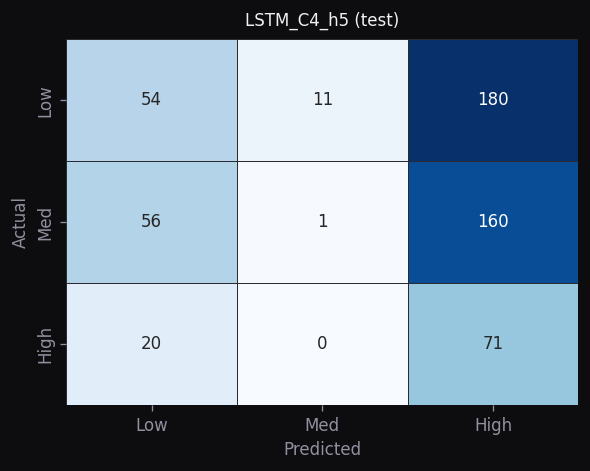 LSTM_C4_h5 (test)
Actual
Low 54 11 180
Med 56 1 160
High 20 0 71
Low Med High
Predicted